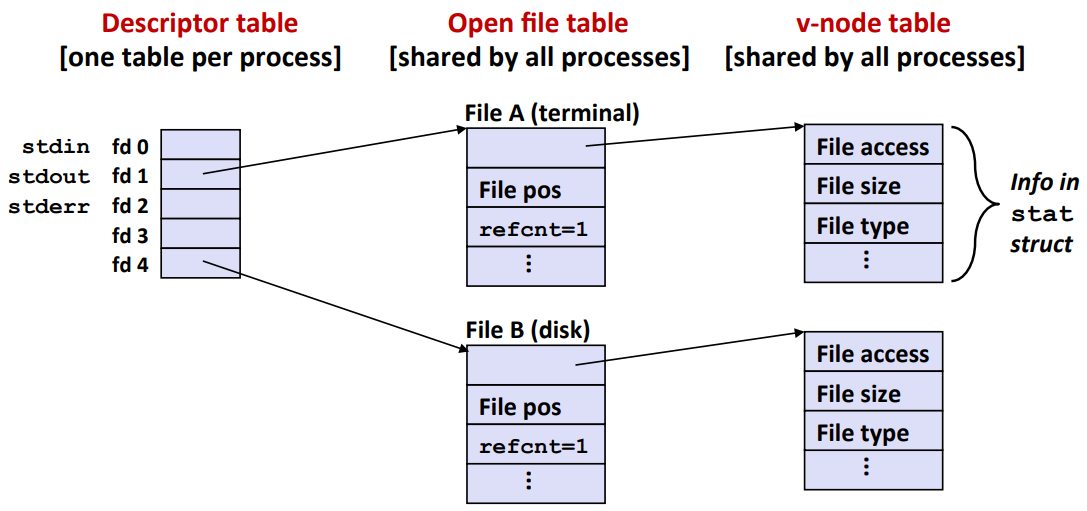 Descriptor table
[one table per process]
Open file table
[shared by all processes]
v-node table
[shared by all processes]
stdin fd 0
stdout fd 1
stderr fd 2
fd 3
fd 4
File A (terminal)
File pos
refcnt=1
⋮
File access
File size
File type
⋮
Info in
stat
struct
File B (disk)
File pos
refcnt=1
⋮
File access
File size
File type
⋮